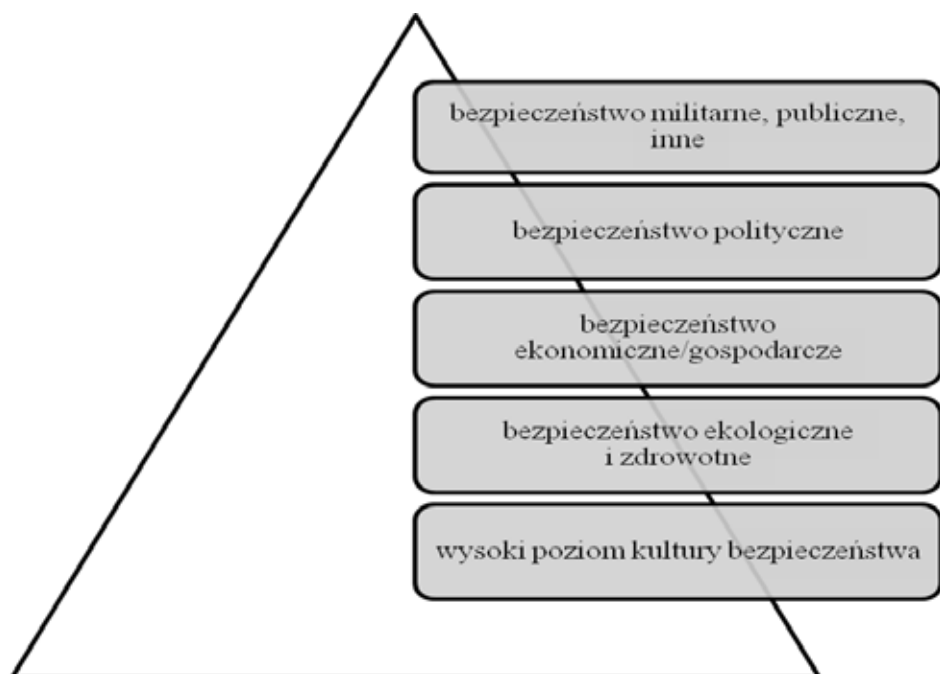 bezpieczeństwo militarne, publiczne,
inne
bezpieczeństwo polityczne
bezpieczeństwo
ekonomiczne/gospodarcze
bezpieczeństwo ekologiczne
i zdrowotne
wysoki poziom kultury bezpieczeństwa